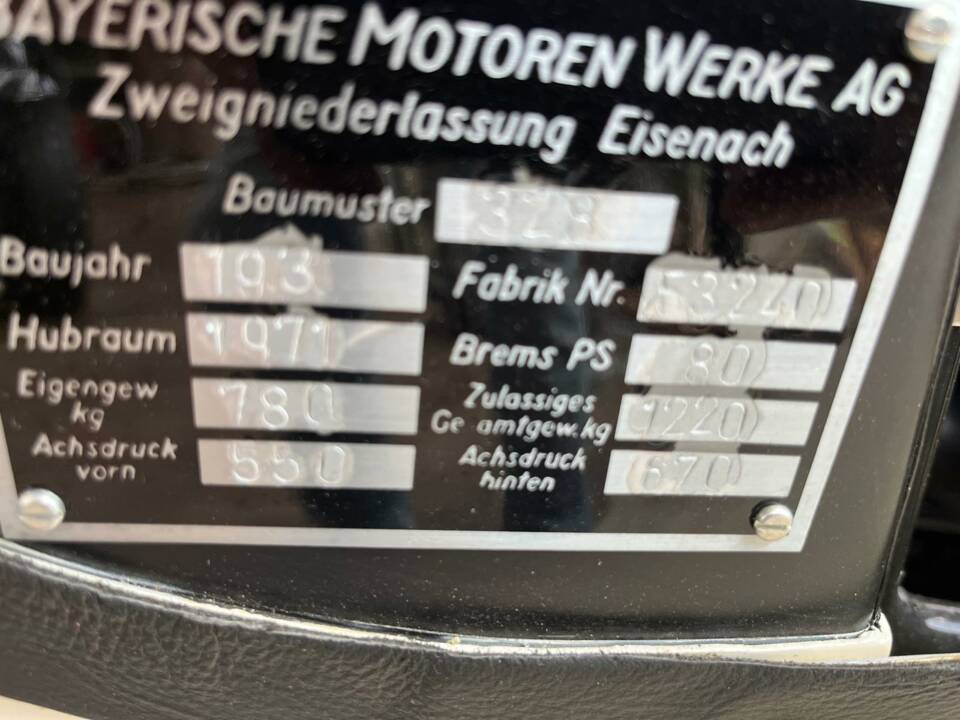 BAYERISCHE MOTOREN WERKE AG
Zweigniederlassung Eisenach
Baumuster 328
Baujahr 193
Fabrik Nr. 53240
Hubraum 1971
Brems PS 80
Eigengew kg 780
Zulassiges Ge amtgew.kg 1220
Achsdruck vorn 550
Achsdruck hinten 670